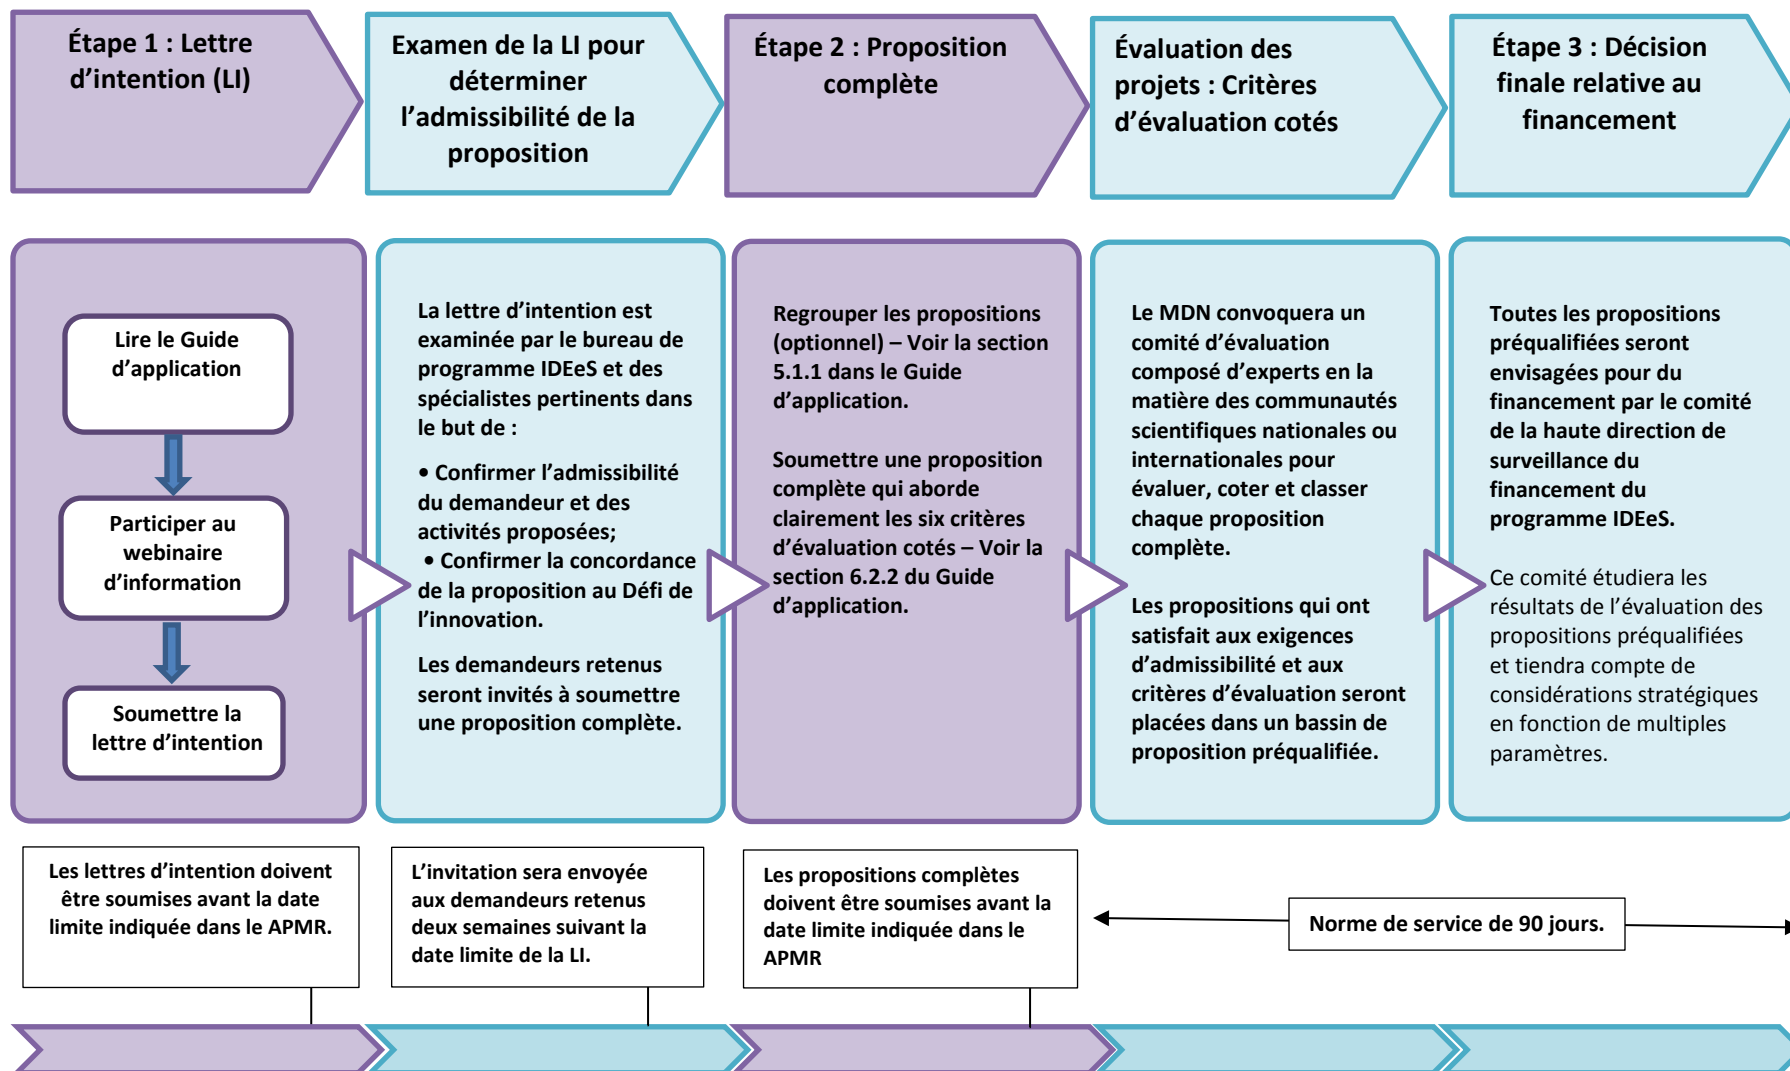 Étape 1 : Lettre
d’intention (LI)
Examen de la LI pour
déterminer
l’admissibilité de la
proposition
Étape 2 : Proposition
complète
Évaluation des
projets : Critères
d’évaluation cotés
Étape 3 : Décision
finale relative au
financement
Lire le Guide
d’application
Participer au
webinaire
d’information
Soumettre la
lettre d’intention
La lettre d’intention est
examinée par le bureau de
programme IDEeS et des
spécialistes pertinents dans
le but de :
• Confirmer l’admissibilité
du demandeur et des
activités proposées;
• Confirmer la concordance
de la proposition au Défi de
l’innovation.
Les demandeurs retenus
seront invités à soumettre
une proposition complète.
Regrouper les propositions
(optionnel) – Voir la section
5.1.1 dans le Guide
d’application.
Soumettre une proposition
complète qui aborde
clairement les six critères
d’évaluation cotés – Voir la
section 6.2.2 du Guide
d’application.
Le MDN convoquera un
comité d’évaluation
composé d’experts en la
matière des communautés
scientifiques nationales ou
internationales pour
évaluer, coter et classer
chaque proposition
complète.
Les propositions qui ont
satisfait aux exigences
d’admissibilité et aux
critères d’évaluation seront
placées dans un bassin de
proposition préqualifiée.
Toutes les propositions
préqualifiées seront
envisagées pour du
financement par le comité
de la haute direction de
surveillance du
financement du
programme IDEeS.
Ce comité étudiera les
résultats de l’évaluation des
propositions préqualifiées
et tiendra compte de
considérations stratégiques
en fonction de multiples
paramètres.
Les lettres d’intention doivent
être soumises avant la date
limite indiquée dans le APMR.
L’invitation sera envoyée
aux demandeurs retenus
deux semaines suivant la
date limite de la LI.
Les propositions complètes
doivent être soumises avant la
date limite indiquée dans le
APMR
Norme de service de 90 jours.